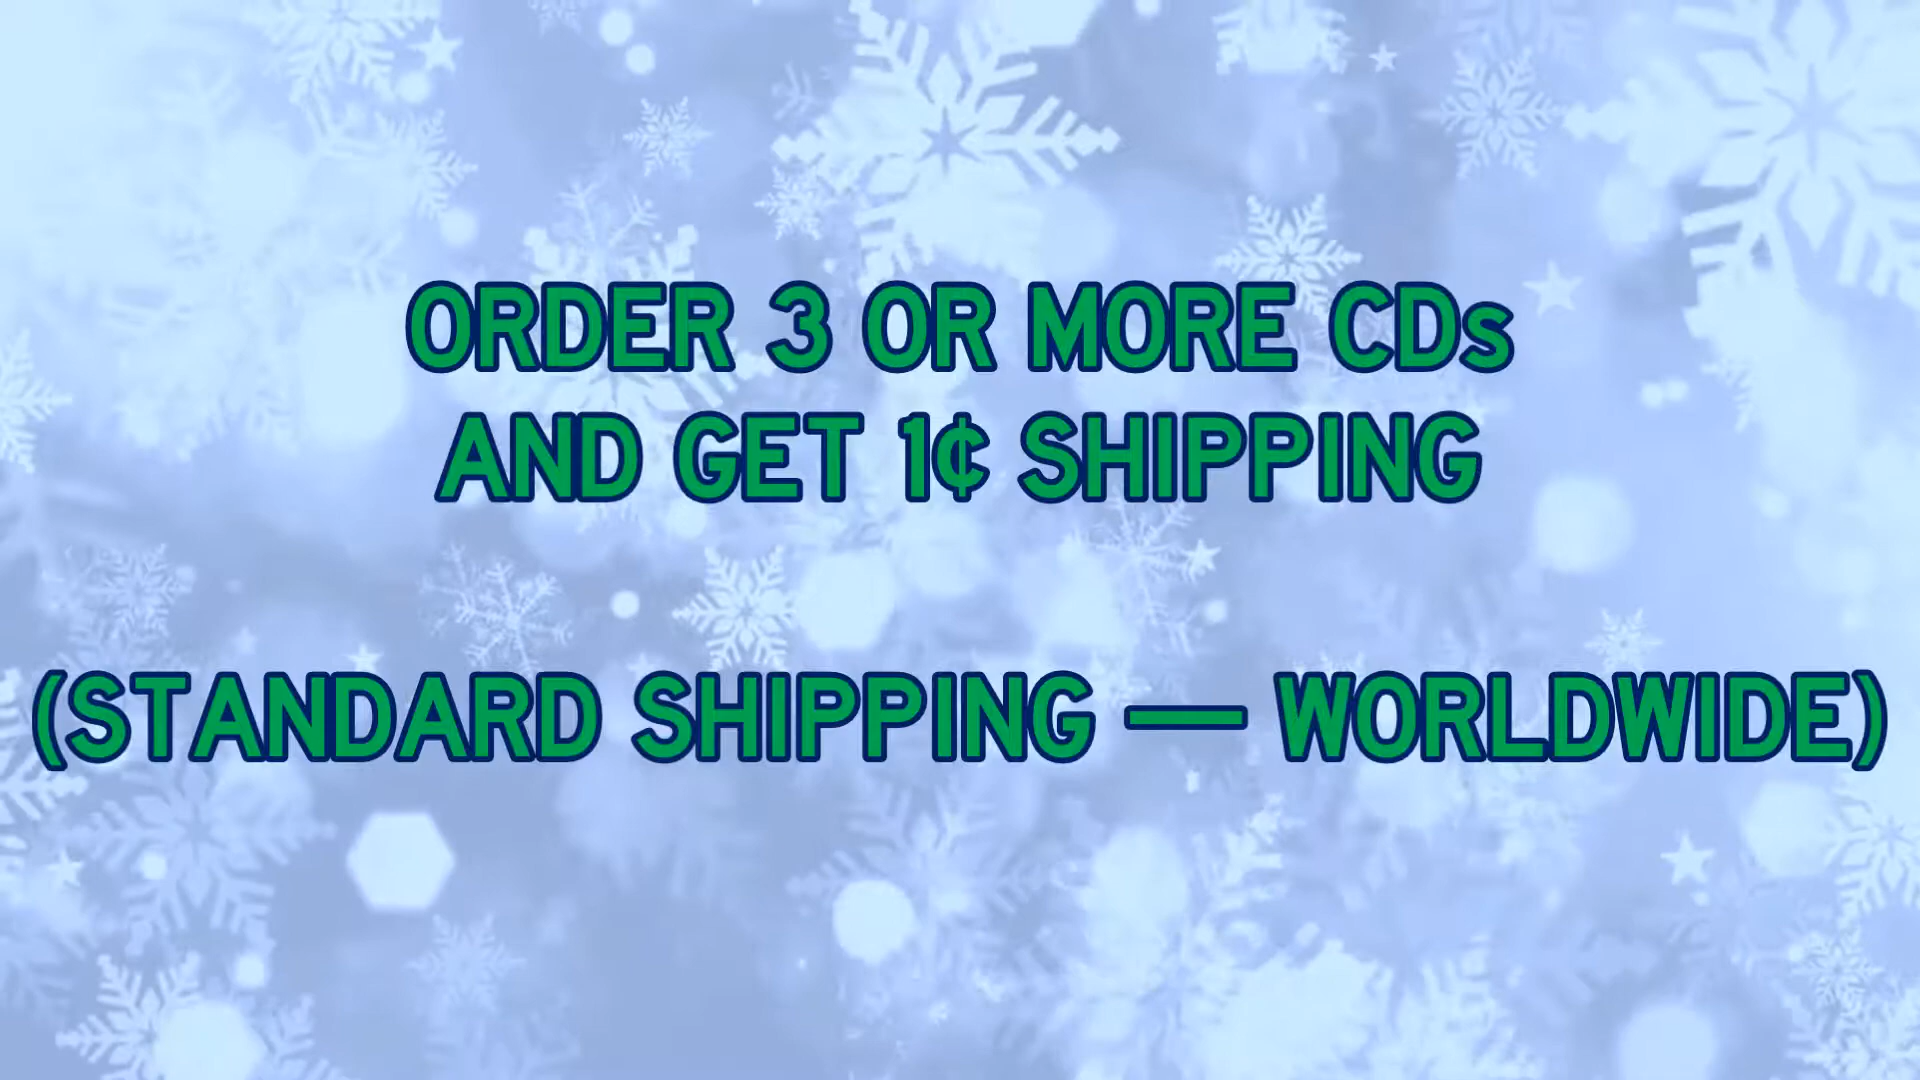 ORDER 3 OR MORE CDs
AND GET 1¢ SHIPPING
(STANDARD SHIPPING — WORLDWIDE)